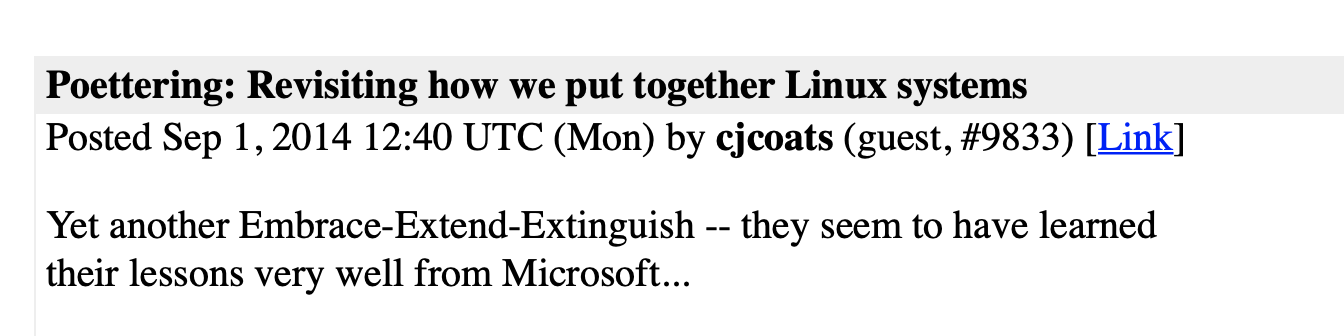 Poettering: Revisiting how we put together Linux systems
Posted Sep 1, 2014 12:40 UTC (Mon) by cjcoats (guest, #9833) [Link]
Yet another Embrace-Extend-Extinguish -- they seem to have learned
their lessons very well from Microsoft...